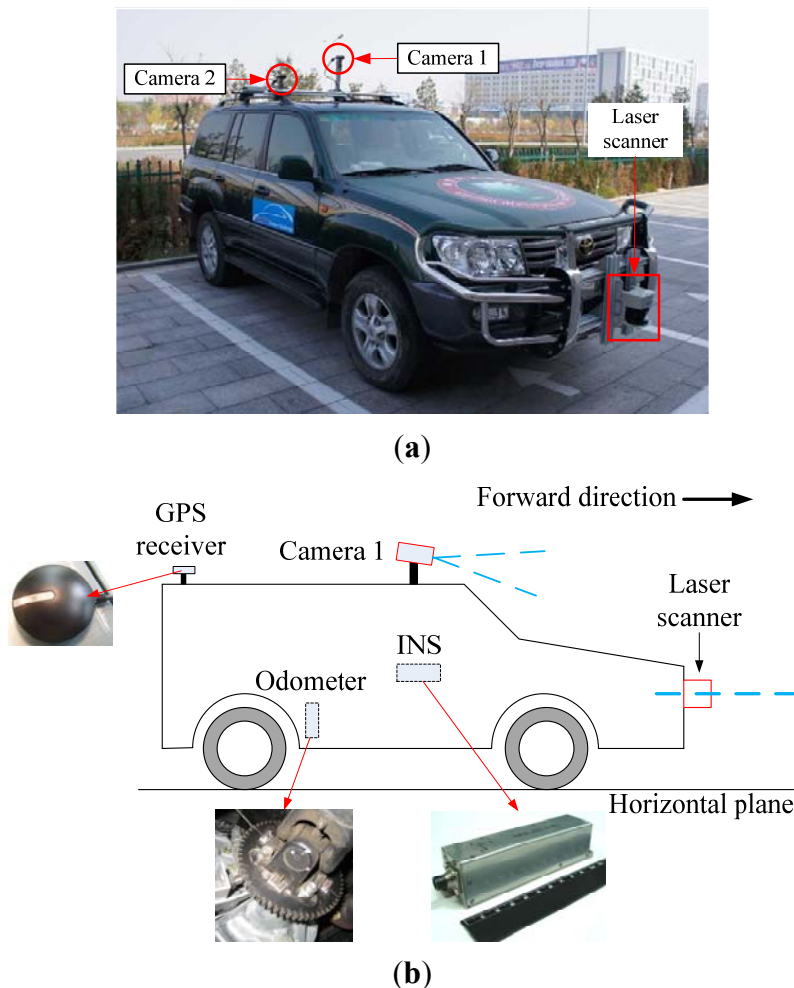 Camera 2
Camera 1
Laser
scanner
(a)
Forward direction
GPS
receiver
Camera 1
Laser
scanner
INS
Odometer
Horizontal plane
(b)